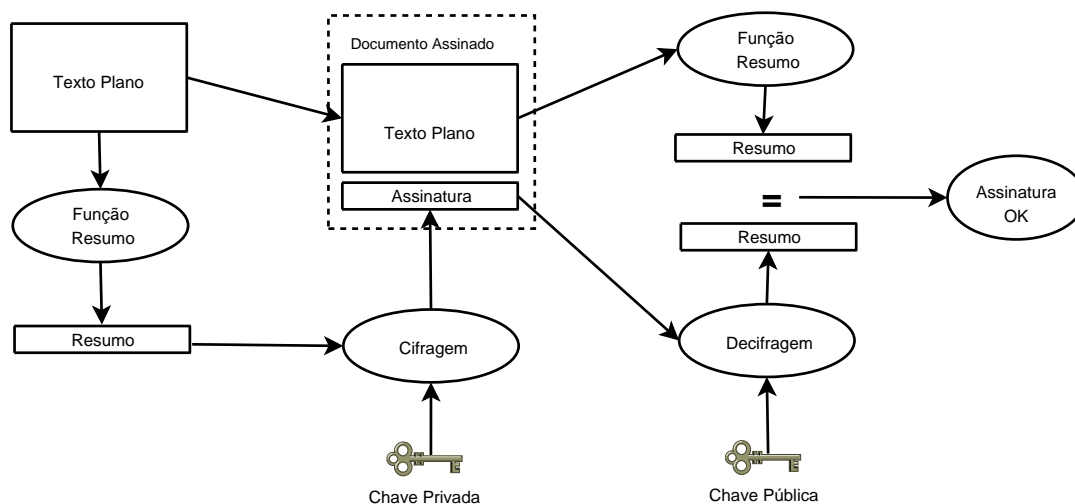 Texto Plano
Função
Resumo
Resumo
Documento Assinado
Texto Plano
Assinatura
Cifragem
Chave Privada
Função
Resumo
Resumo
=
Resumo
Decifragem
Chave Pública
Assinatura
OK